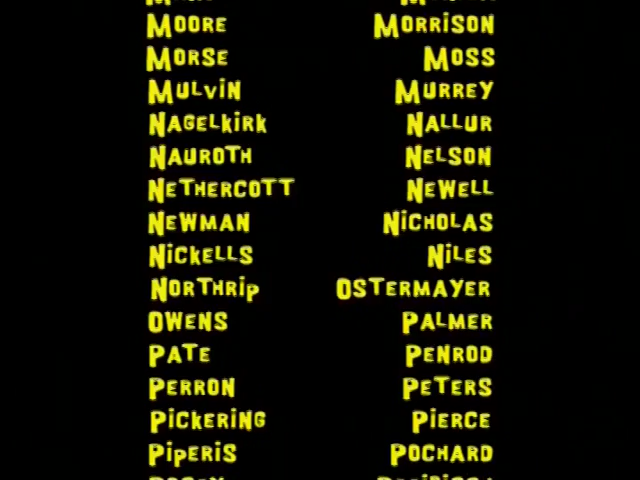 Moore Morrison
Morse Moss
Mulvin Murrey
Nagelkirk Nallur
Nauroth Nelson
Nethercott Newell
Newman Nicholas
Nickells Niles
Northrip Ostermayer
Owens Palmer
Pate Penrod
Perron Peters
Pickering Pierce
Piperis Pochard